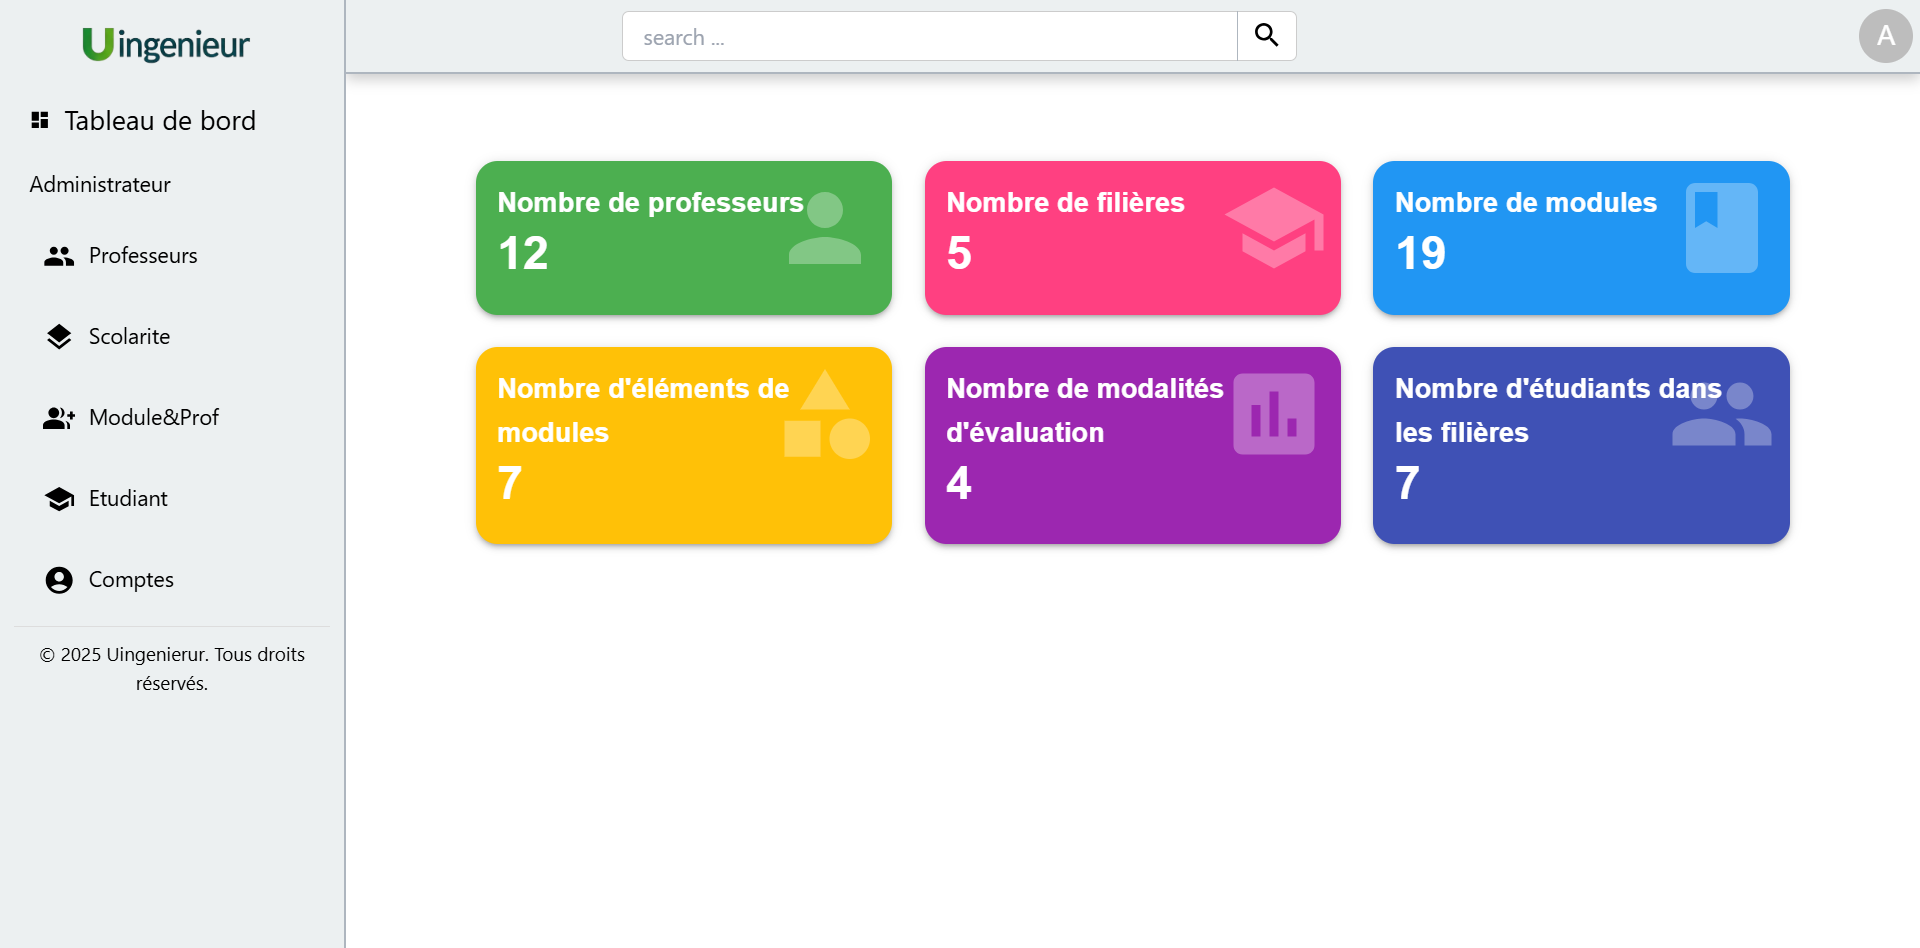 Uingenieur
search ...
A
Tableau de bord
Administrateur
Professeurs
Scolarite
Module&Prof
Etudiant
Comptes
© 2025 Uingenierur. Tous droits
réservés.
Nombre de professeurs
12
Nombre de filières
5
Nombre de modules
19
Nombre d'éléments de
modules
7
Nombre de modalités
d'évaluation
4
Nombre d'étudiants dans
les filières
7